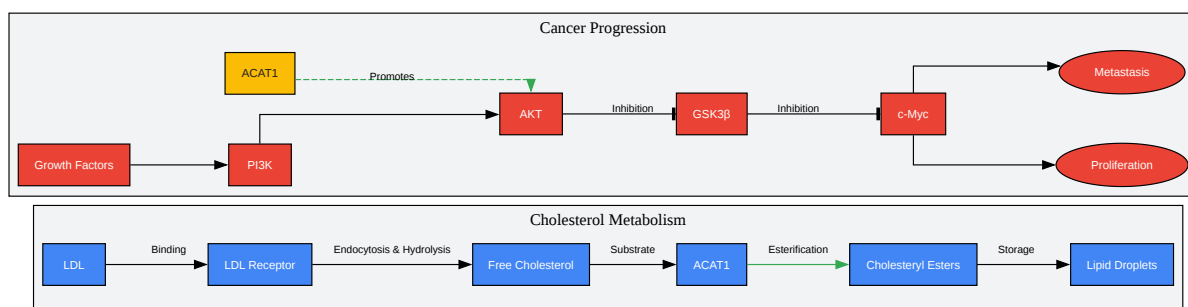 Cancer Progression
ACAT1
Promotes
AKT
Inhibition
GSK3β
Inhibition
c-Myc
Metastasis
Growth Factors
PI3K
Proliferation
Cholesterol Metabolism
LDL
Binding
LDL Receptor
Endocytosis & Hydrolysis
Free Cholesterol
Substrate
ACAT1
Esterification
Cholesteryl Esters
Storage
Lipid Droplets